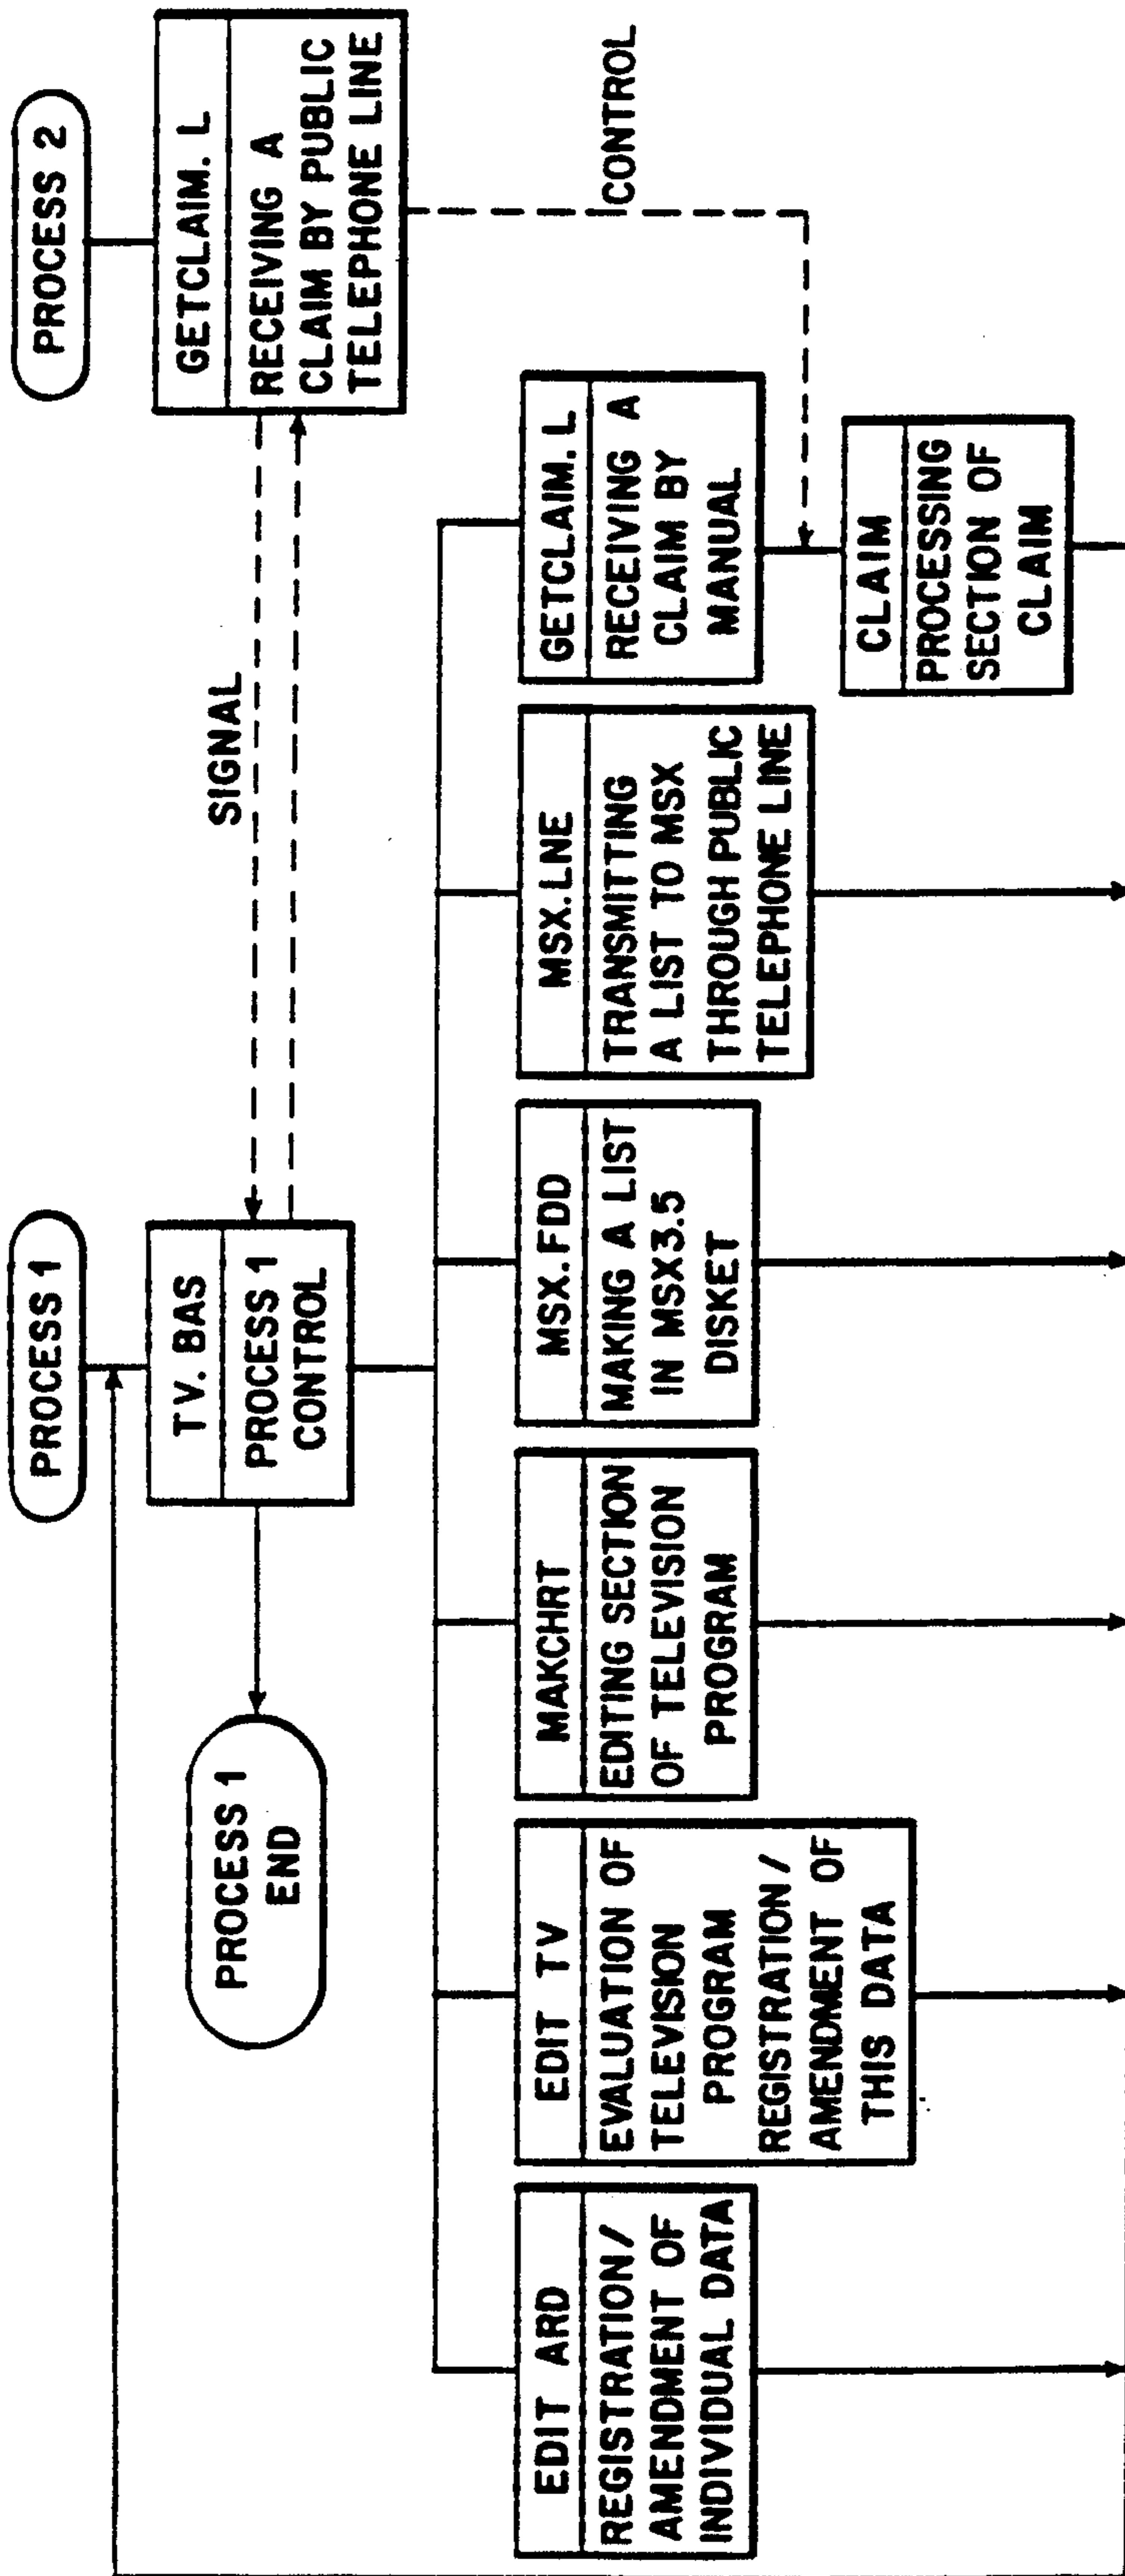 PROCESS 1
PROCESS 2
TV. BAS
PROCESS 1
CONTROL
SIGNAL
GETCLAIM. L
RECEIVING A
CLAIM BY PUBLIC
TELEPHONE LINE
PROCESS 1
END
CONTROL
EDIT ARD
REGISTRATION/
AMENDMENT OF
INDIVIDUAL DATA
EDIT TV
EVALUATION OF
TELEVISION
PROGRAM
REGISTRATION/
AMENDMENT OF
THIS DATA
MAKCHRT
EDITING SECTION
OF TELEVISION
PROGRAM
MSX.FDD
MAKING A LIST
IN MSX3.5
DISKET
MSX.LNE
TRANSMITTING
A LIST TO MSX
THROUGH PUBLIC
TELEPHONE LINE
GETCLAIM. L
RECEIVING A
CLAIM BY
MANUAL
CLAIM
PROCESSING
SECTION OF
CLAIM